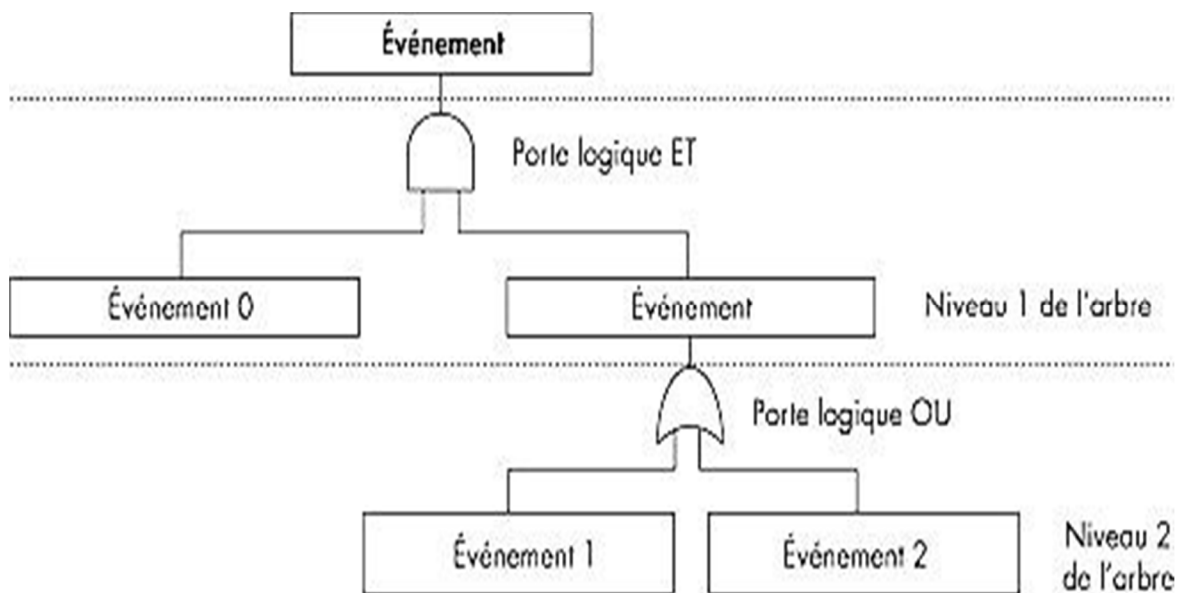 Événement
Porte logique ET
Événement 0
Événement
Niveau 1 de l'arbre
Porte logique OU
Événement 1
Événement 2
Niveau 2
de l'arbre